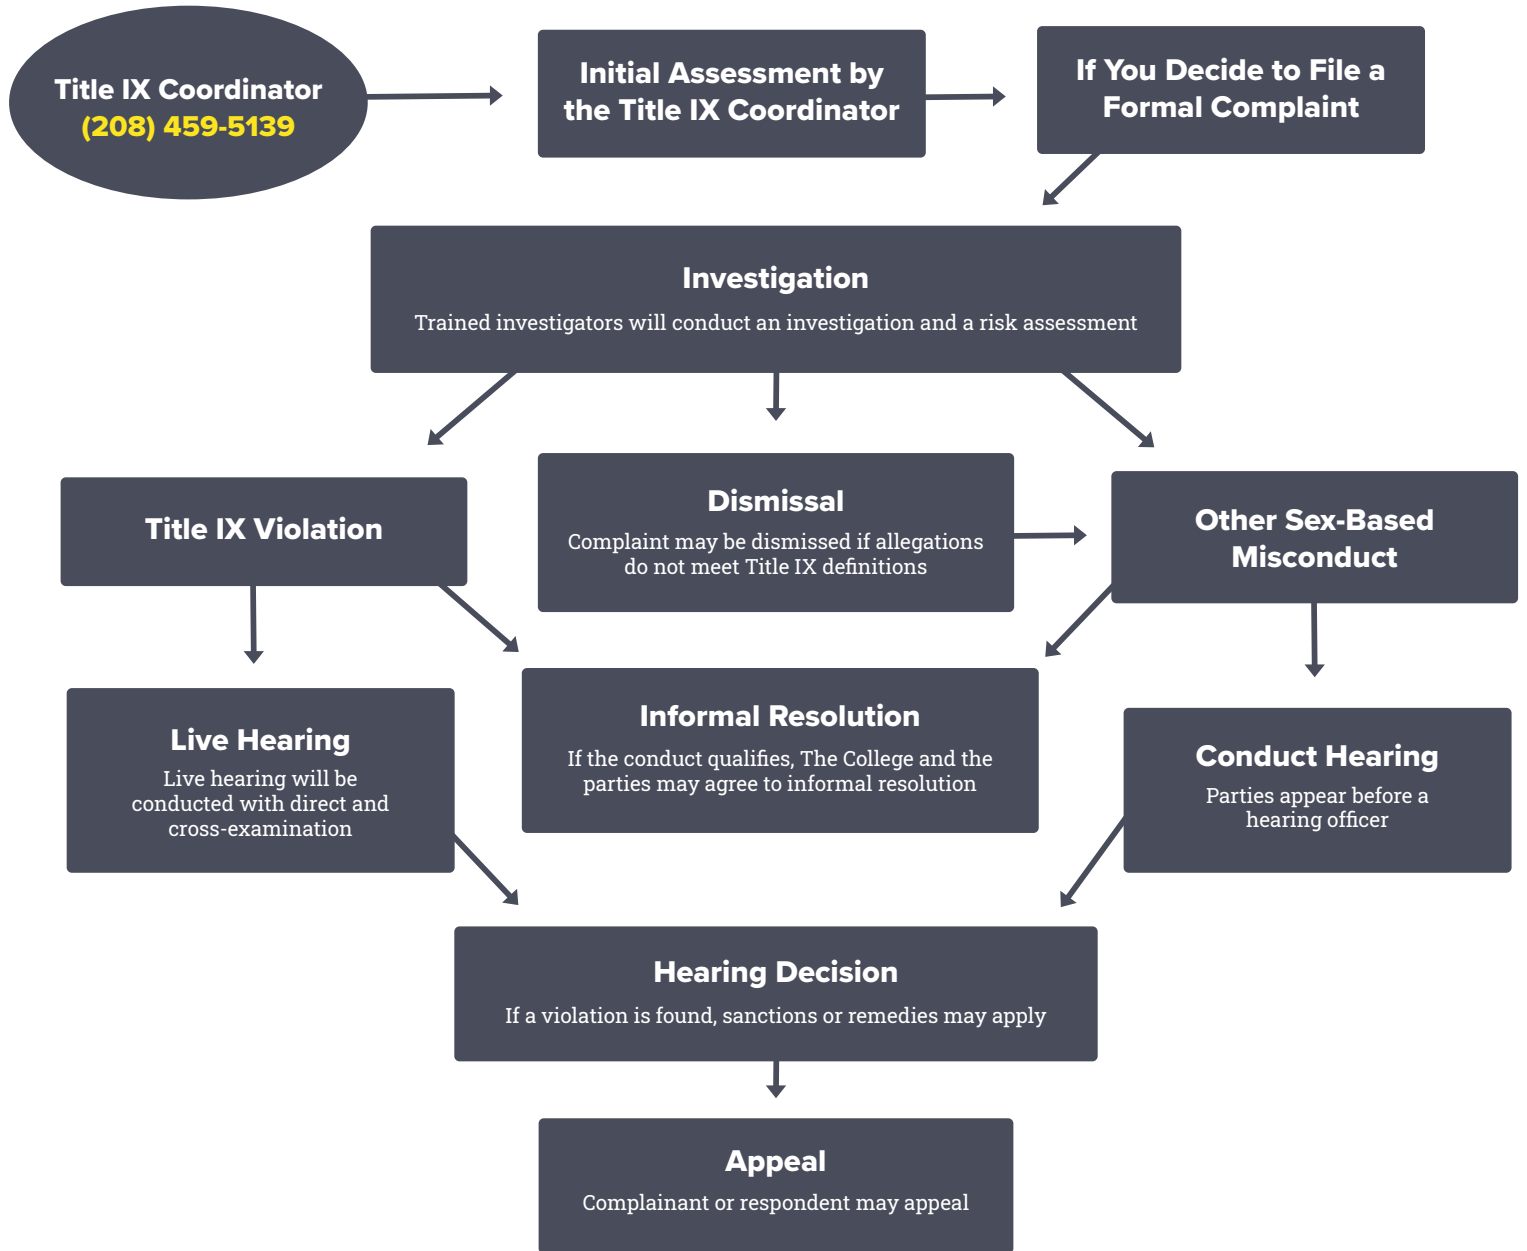 Title IX Coordinator
(208) 459-5139
Initial Assessment by
the Title IX Coordinator
If You Decide to File a
Formal Complaint
Investigation
Trained investigators will conduct an investigation and a risk assessment
Title IX Violation
Dismissal
Complaint may be dismissed if allegations
do not meet Title IX definitions
Other Sex-Based
Misconduct
Live Hearing
Live hearing will be
conducted with direct and
cross-examination
Informal Resolution
If the conduct qualifies, The College and the
parties may agree to informal resolution
Conduct Hearing
Parties appear before a
hearing officer
Hearing Decision
If a violation is found, sanctions or remedies may apply
Appeal
Complainant or respondent may appeal